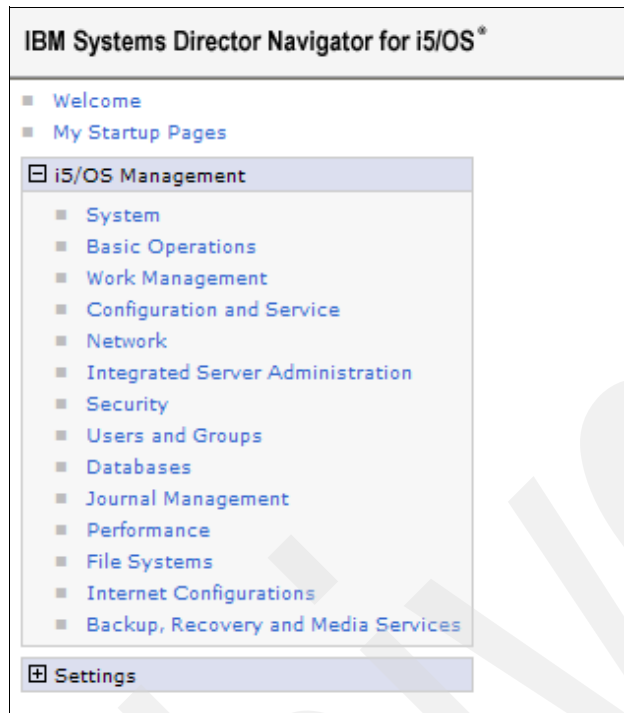 IBM Systems Director Navigator for i5/OS®
Welcome
My Startup Pages
i5/OS Management
System
Basic Operations
Work Management
Configuration and Service
Network
Integrated Server Administration
Security
Users and Groups
Databases
Journal Management
Performance
File Systems
Internet Configurations
Backup, Recovery and Media Services
Settings